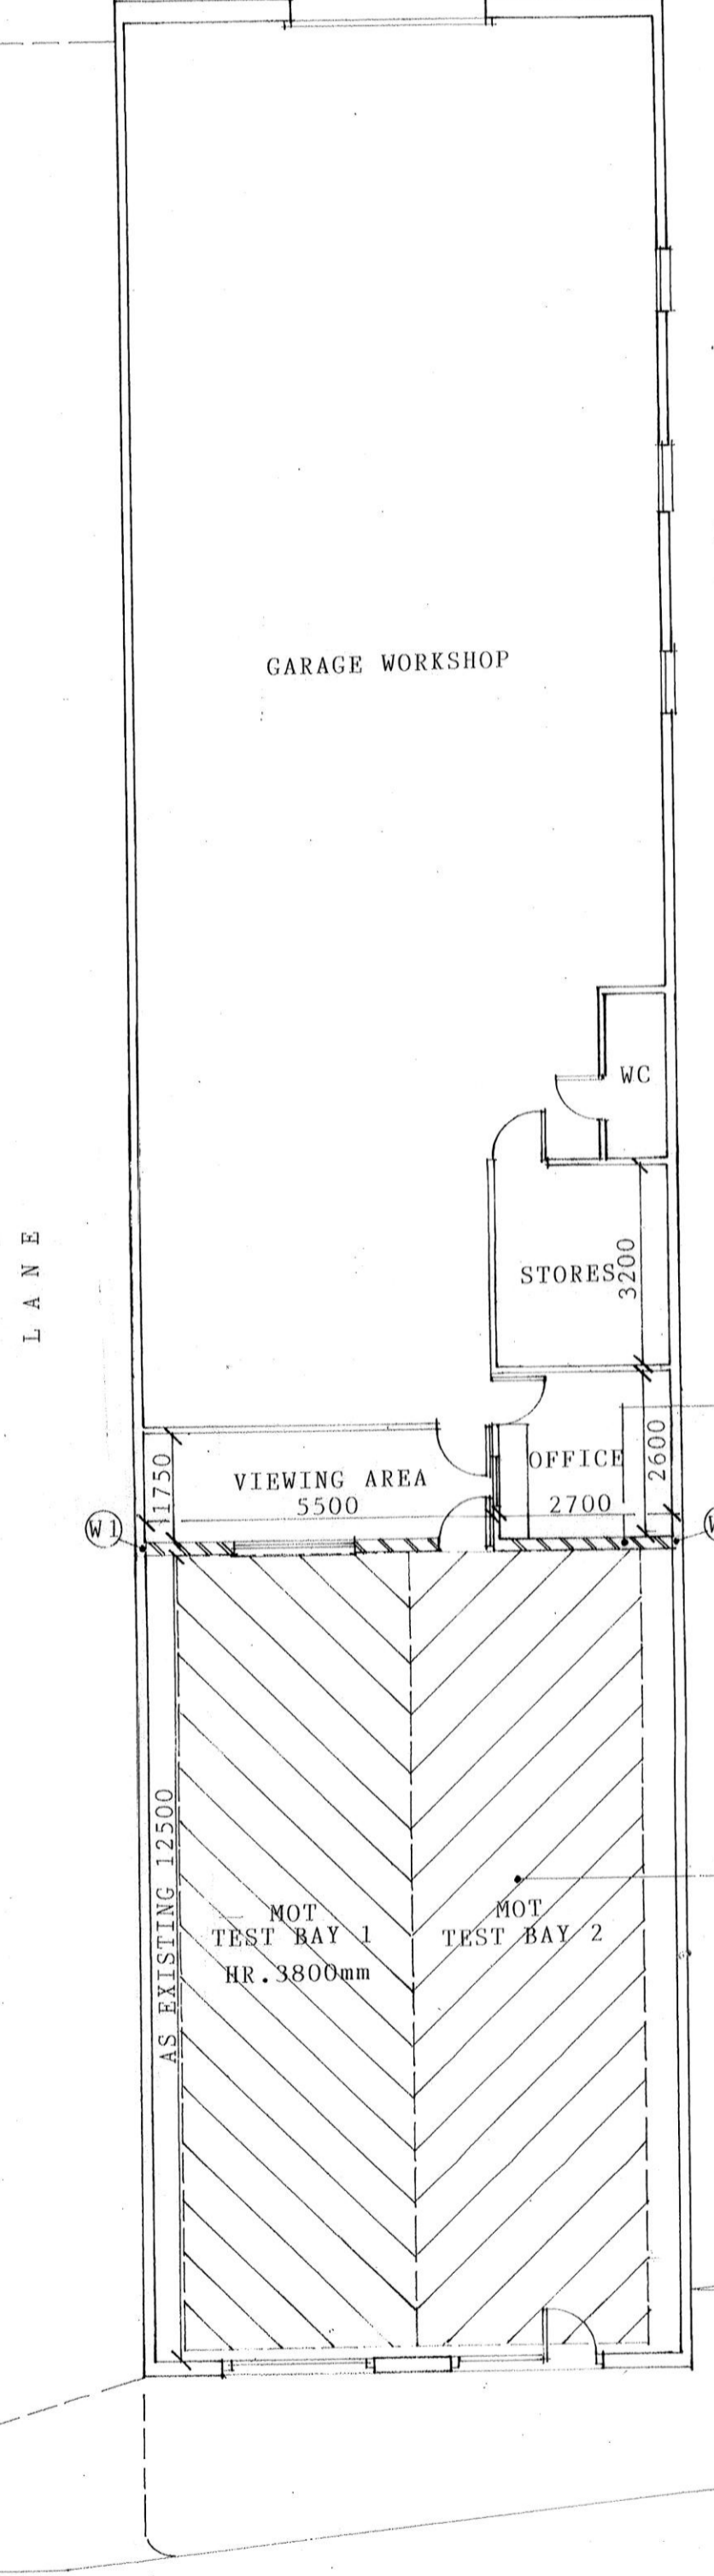 GARAGE WORKSHOP
WC
LANE
STORES
3200
1750
VIEWING AREA
5500
OFFICE
2700
2600
W1
W
AS EXISTING 12500
MOT
TEST BAY 1
HR.3800mm
MOT
TEST BAY 2